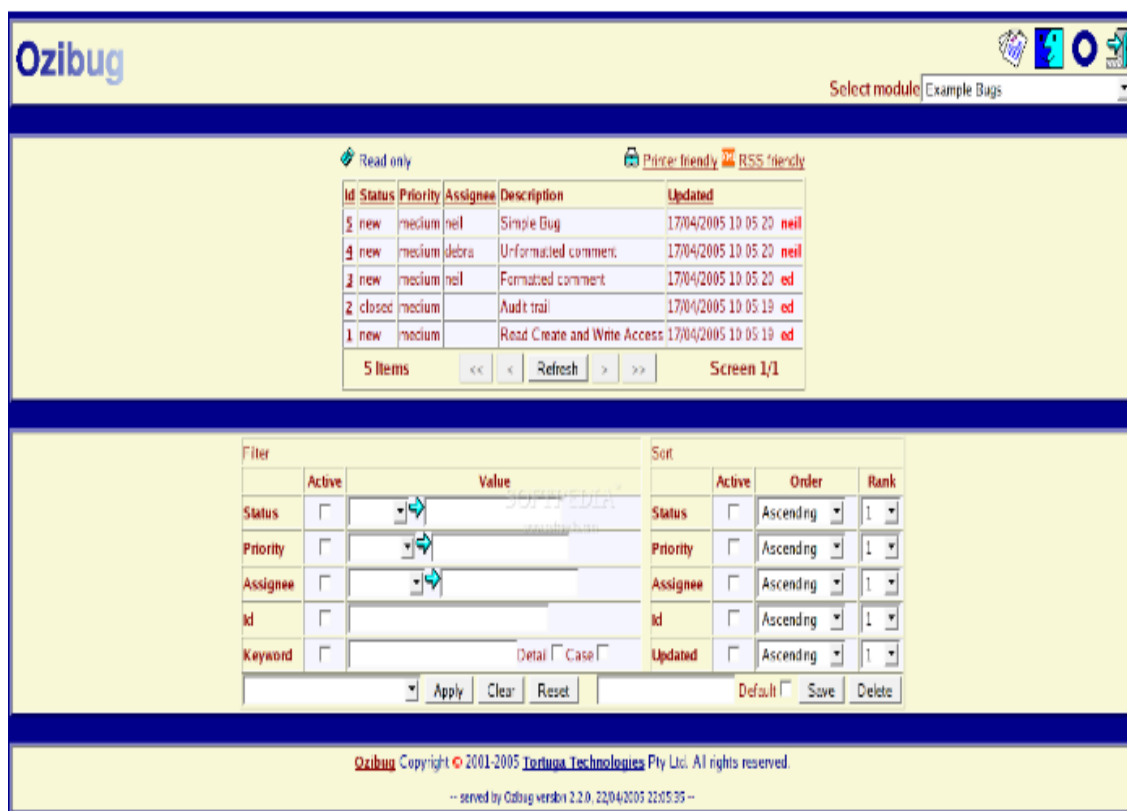 Ozibug
Select module Example Bugs
Read only Printer friendly RSS friendly
Id Status Priority Assignee Description Updated
5 new medium neil Simple Bug 17/04/2005 10:05:20 neil
4 new medium debra Unformatted comment 17/04/2005 10:05:20 neil
3 new medium neil Formatted comment 17/04/2005 10:05:20 ed
2 closed medium Audit trail 17/04/2005 10:05:19 ed
1 new medium Read Create and Write Access 17/04/2005 10:05:19 ed
5 Items << < Refresh > >> Screen 1/1
Filter Sort
Active Value Active Order Rank
Status Status Ascending 1
Priority Priority Ascending 1
Assignee Assignee Ascending 1
Id Id Ascending 1
Keyword Detail Case Updated Ascending 1
Apply Clear Reset Default Save Delete
SOFTPEDIA
Ozibug Copyright © 2001-2005 Tortuga Technologies Pty Ltd. All rights reserved.
-- served by Ozibug version 2.2.0, 22/04/2005 22:05:35 --